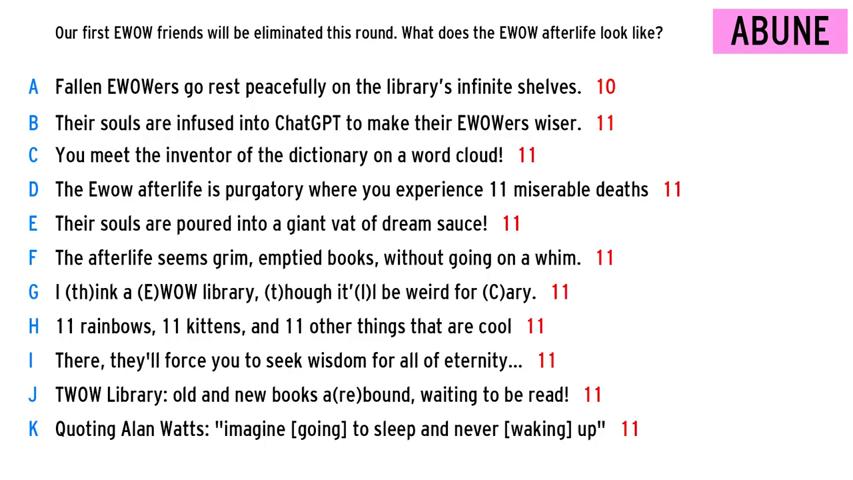 Our first EWOW friends will be eliminated this round. What does the EWOW afterlife look like?
ABUNE
A Fallen EWOWers go rest peacefully on the library's infinite shelves. 10
B Their souls are infused into ChatGPT to make their EWOWers wiser. 11
C You meet the inventor of the dictionary on a word cloud! 11
D The Ewow afterlife is purgatory where you experience 11 miserable deaths 11
E Their souls are poured into a giant vat of dream sauce! 11
F The afterlife seems grim, emptied books, without going on a whim. 11
G I (th)ink a (E)WOW library, (t)hough it'(l)l be weird for (C)ary. 11
H 11 rainbows, 11 kittens, and 11 other things that are cool 11
I There, they'll force you to seek wisdom for all of eternity... 11
J TWOW Library: old and new books a(re)bound, waiting to be read! 11
K Quoting Alan Watts: "imagine [going] to sleep and never [waking] up" 11